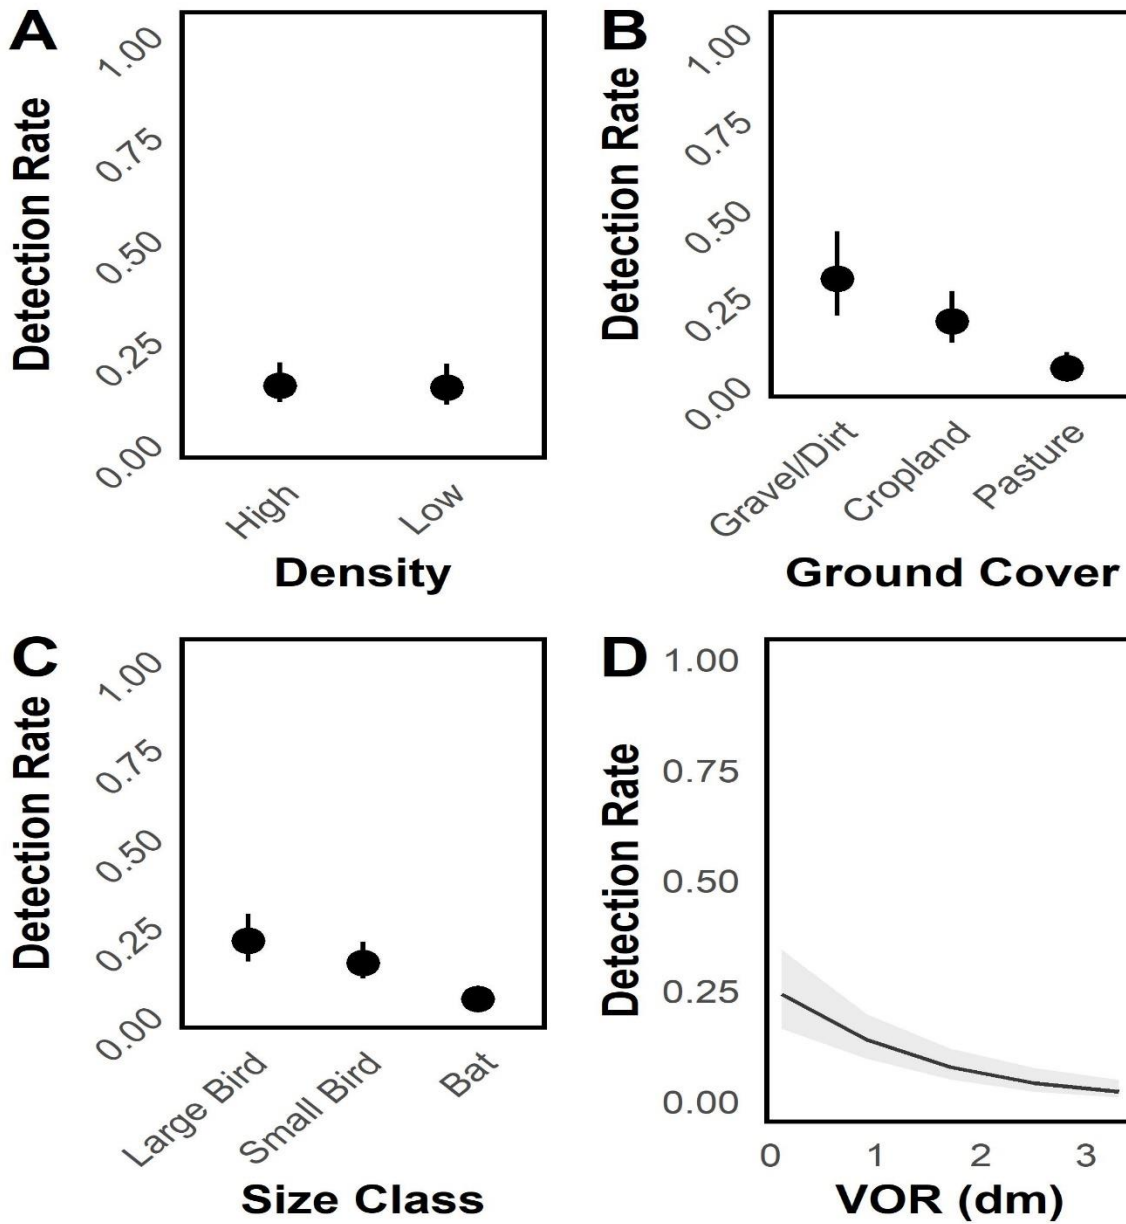 A
Detection Rate
1.00
0.75
0.50
0.25
0.00
High
Low
Density
B
Detection Rate
1.00
0.75
0.50
0.25
0.00
Gravel/Dirt
Cropland
Pasture
Ground Cover
C
Detection Rate
1.00
0.75
0.50
0.25
0.00
Large Bird
Small Bird
Bat
Size Class
D
Detection Rate
1.00
0.75
0.50
0.25
0.00
0 1 2 3
VOR (dm)